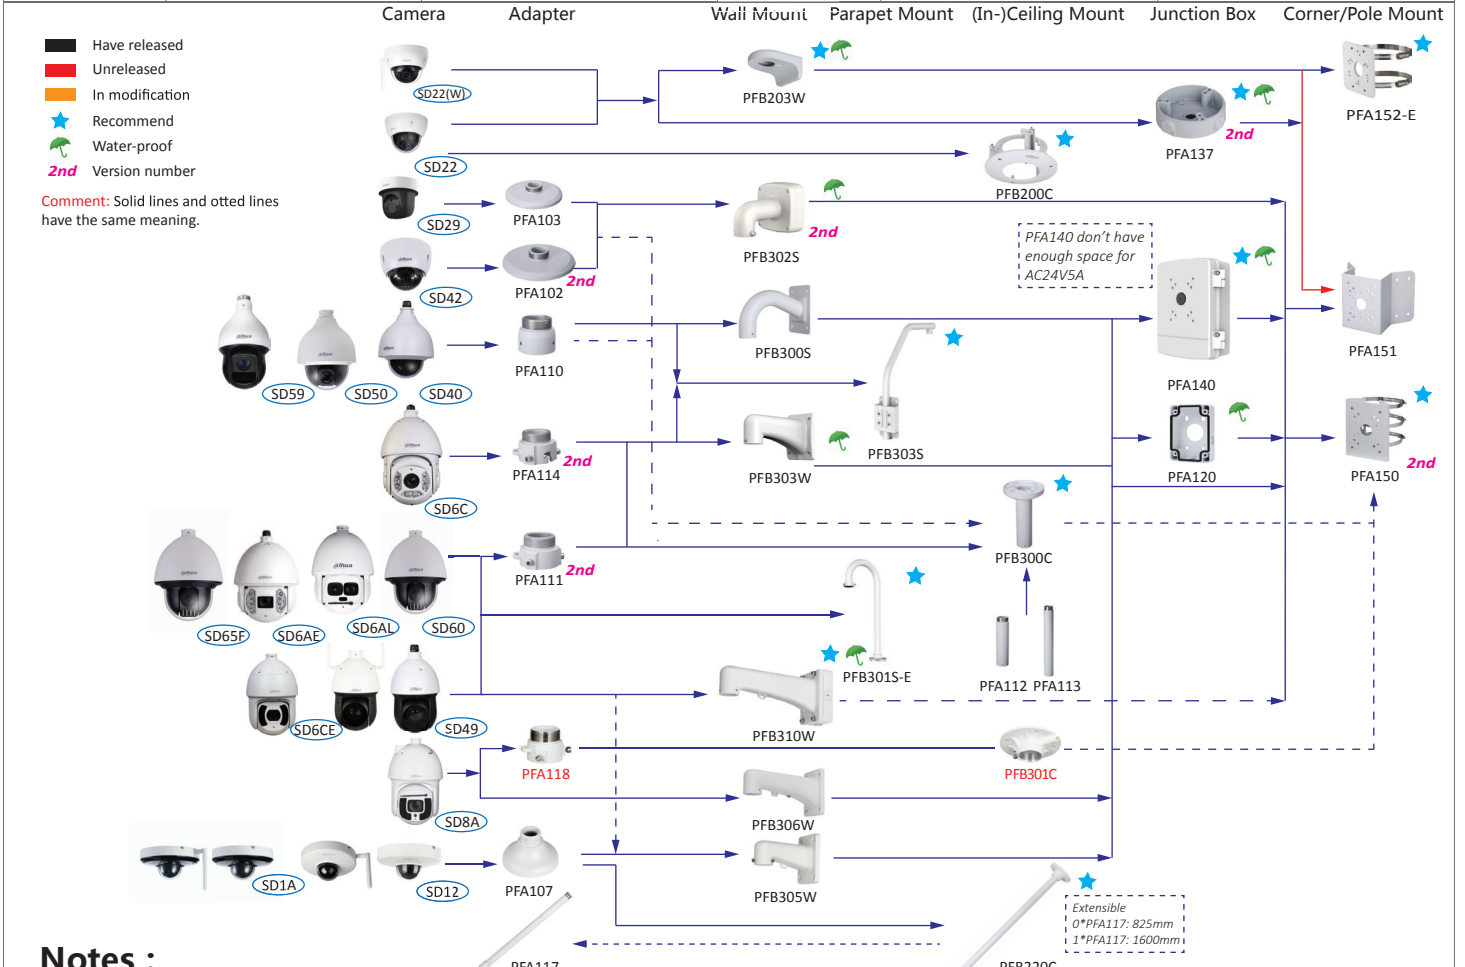 Camera
Adapter
Wall Mount
Parapet Mount
(In-)Ceiling Mount
Junction Box
Corner/Pole Mount
Have released
Unreleased
In modification
Recommend
Water-proof
2nd Version number
Comment: Solid lines and otted lines
have the same meaning.
SD22(W)
PFB203W
PFA152-E
SD22
PFB200C
PFA137
2nd
SD29
PFA103
PFB302S
2nd
PFA140 don't have
enough space for
AC24V5A
SD42
PFA102
2nd
SD59
SD50
SD40
PFA110
PFB300S
PFB303S
PFA140
PFA151
SD6C
PFA114
2nd
PFB303W
PFA120
PFA150
2nd
SD65F
SD6AE
SD6AL
SD60
PFA111
2nd
PFB300C
PFB301S-E
PFA112
PFA113
SD6CE
SD49
PFB310W
SD8A
PFA118
PFB301C
PFB306W
SD1A
SD12
PFA107
PFB305W
Extensible
0*PFA117: 825mm
1*PFA117: 1600mm
PFA117
PFB220C
Notes :